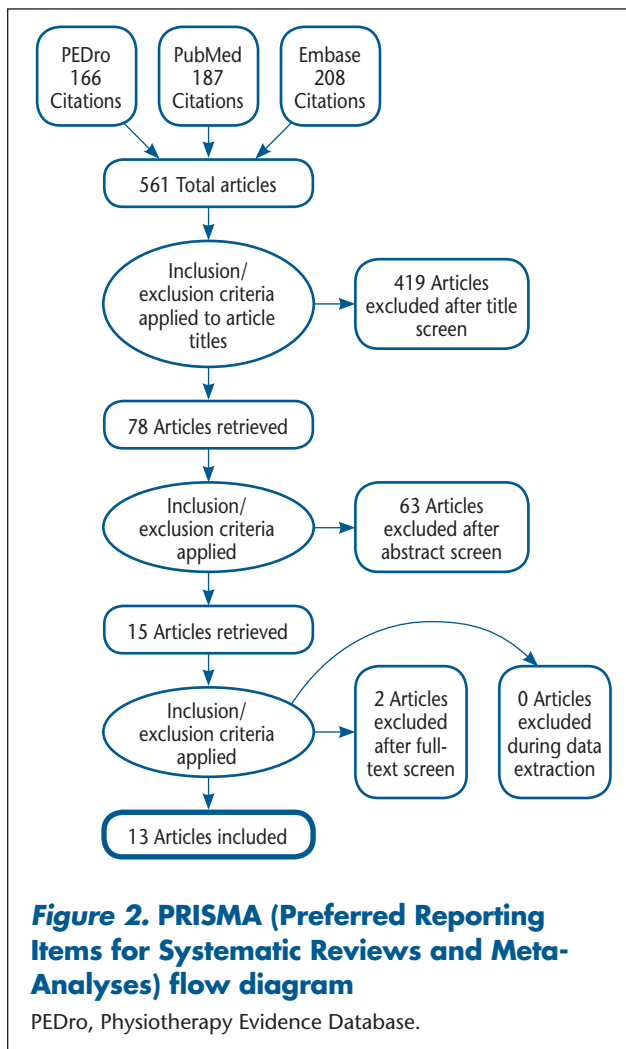 PEDro
166
Citations
PubMed
187
Citations
Embase
208
Citations
561 Total articles
Inclusion/
exclusion criteria
applied to article
titles
419 Articles
excluded after title
screen
78 Articles retrieved
Inclusion/
exclusion criteria
applied
63 Articles
excluded after
abstract screen
15 Articles retrieved
Inclusion/
exclusion criteria
applied
2 Articles
excluded
after full-
text screen
0 Articles
excluded
during data
extraction
13 Articles included
Figure 2. PRISMA (Preferred Reporting
Items for Systematic Reviews and Meta-
Analyses) flow diagram
PEDro, Physiotherapy Evidence Database.